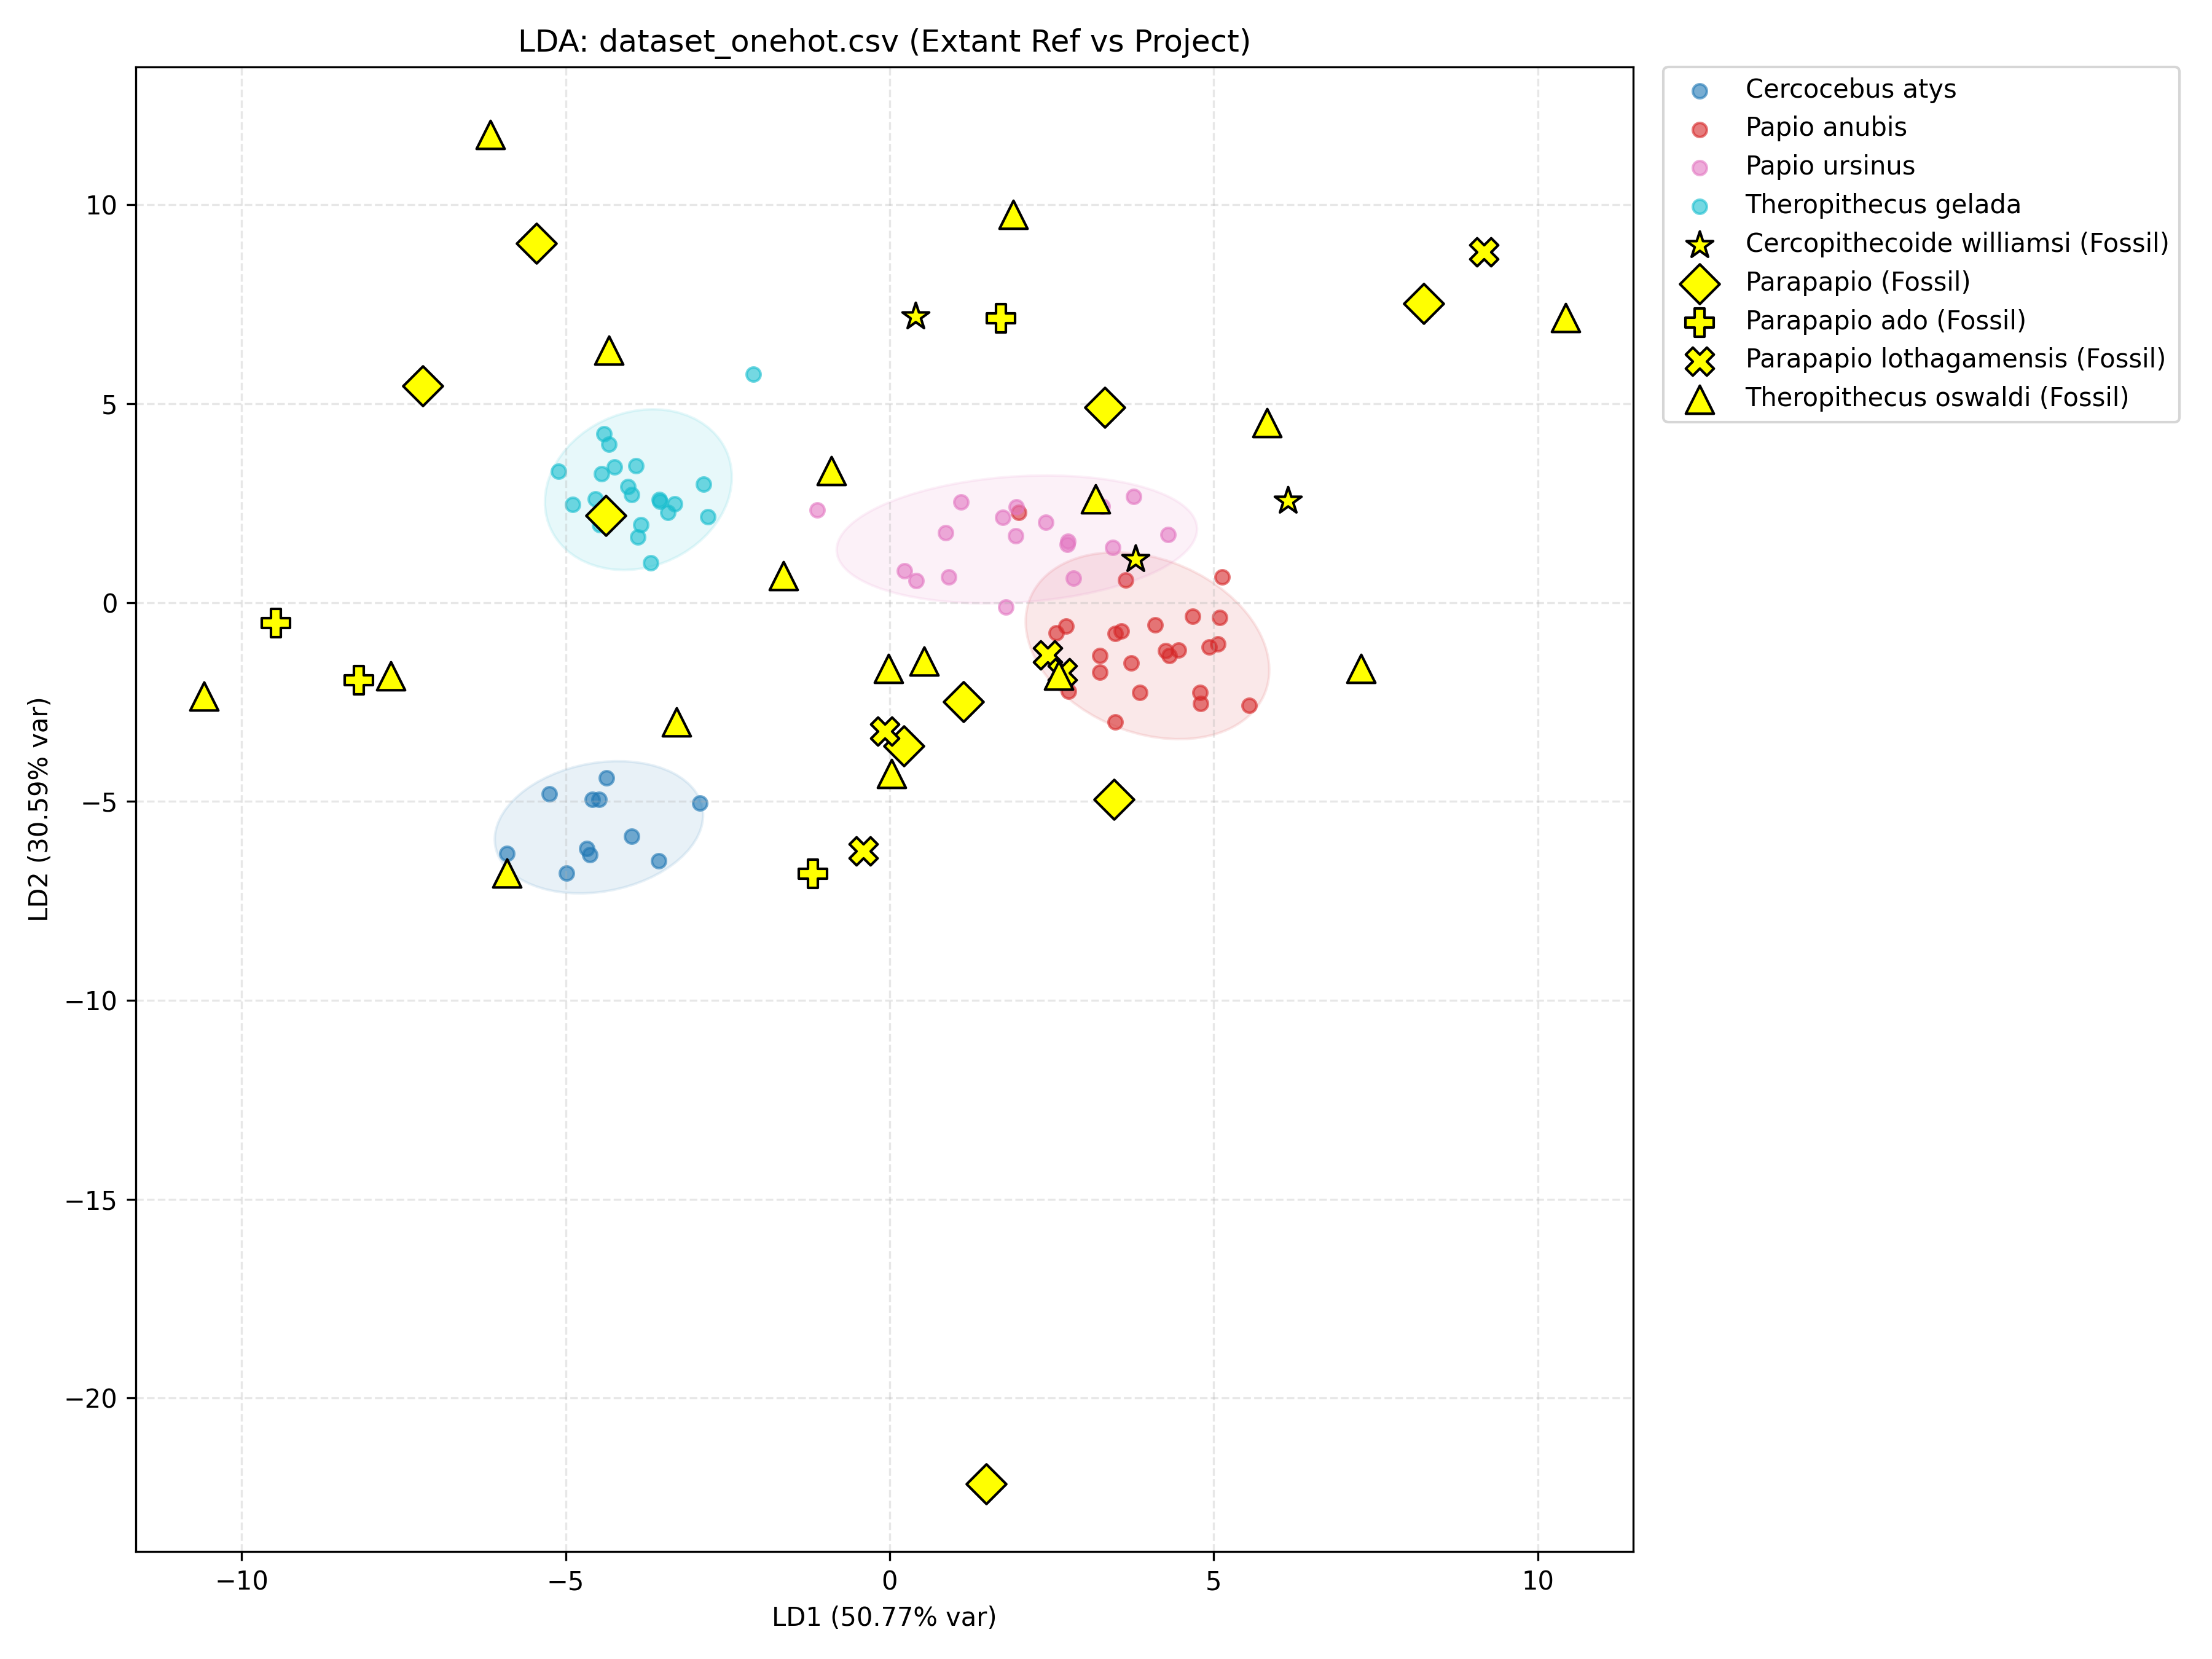 LDA: dataset_onehot.csv (Extant Ref vs Project)
Cercocebus atys
Papio anubis
Papio ursinus
Theropithecus gelada
Cercopithecoide williamsi (Fossil)
Parapapio (Fossil)
Parapapio ado (Fossil)
Parapapio lothagamensis (Fossil)
Theropithecus oswaldi (Fossil)
10
5
0
−5
−10
−15
−20
LD2 (30.59% var)
−10
−5
0
5
10
LD1 (50.77% var)